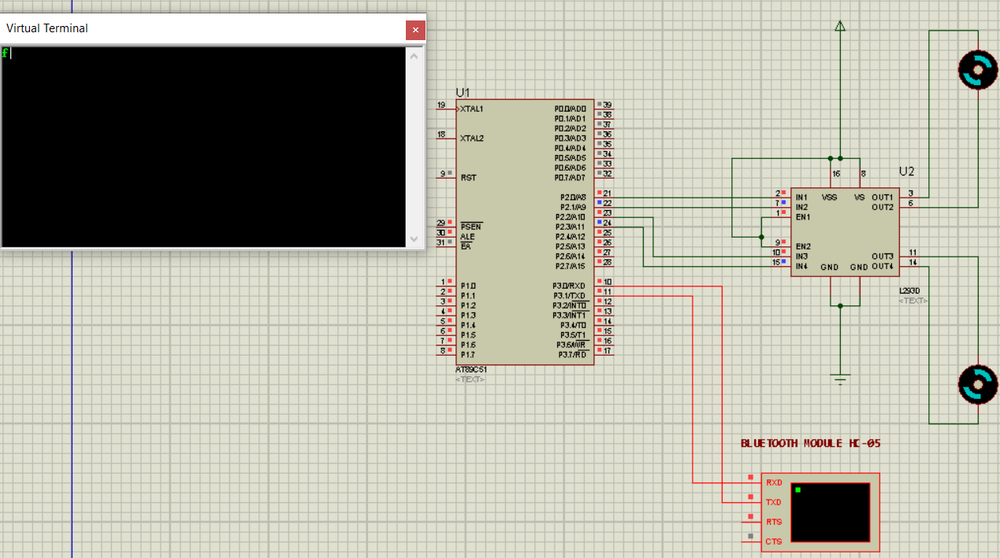 Virtual Terminal
f
U1
19 XTAL1
18 XTAL2
9 RST
29 PSEN
30 ALE
31 EA
1 P1.0
2 P1.1
3 P1.2
4 P1.3
5 P1.4
6 P1.5
7 P1.6
8 P1.7
P0.0/AD0 39
P0.1/AD1 38
P0.2/AD2 37
P0.3/AD3 36
P0.4/AD4 35
P0.5/AD5 34
P0.6/AD6 33
P0.7/AD7 32
P2.0/A8 21
P2.1/A9 22
P2.2/A10 23
P2.3/A11 24
P2.4/A12 25
P2.5/A13 26
P2.6/A14 27
P2.7/A15 28
P3.0/RXD 10
P3.1/TXD 11
P3.2/INT0 12
P3.3/INT1 13
P3.4/T0 14
P3.5/T1 15
P3.6/WR 16
P3.7/RD 17
AT89C51
<TEXT>
U2
16 8
2 IN1 VSS VS OUT1 3
7 IN2 OUT2 6
1 EN1
9 EN2
10 IN3 OUT3 11
15 IN4 GND GND OUT4 14
L293D
<TEXT>
BLUETOOTH MODULE HC-05
RXD
TXD
RTS
CTS